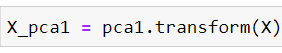 X_pca1 = pca1.transform(X)